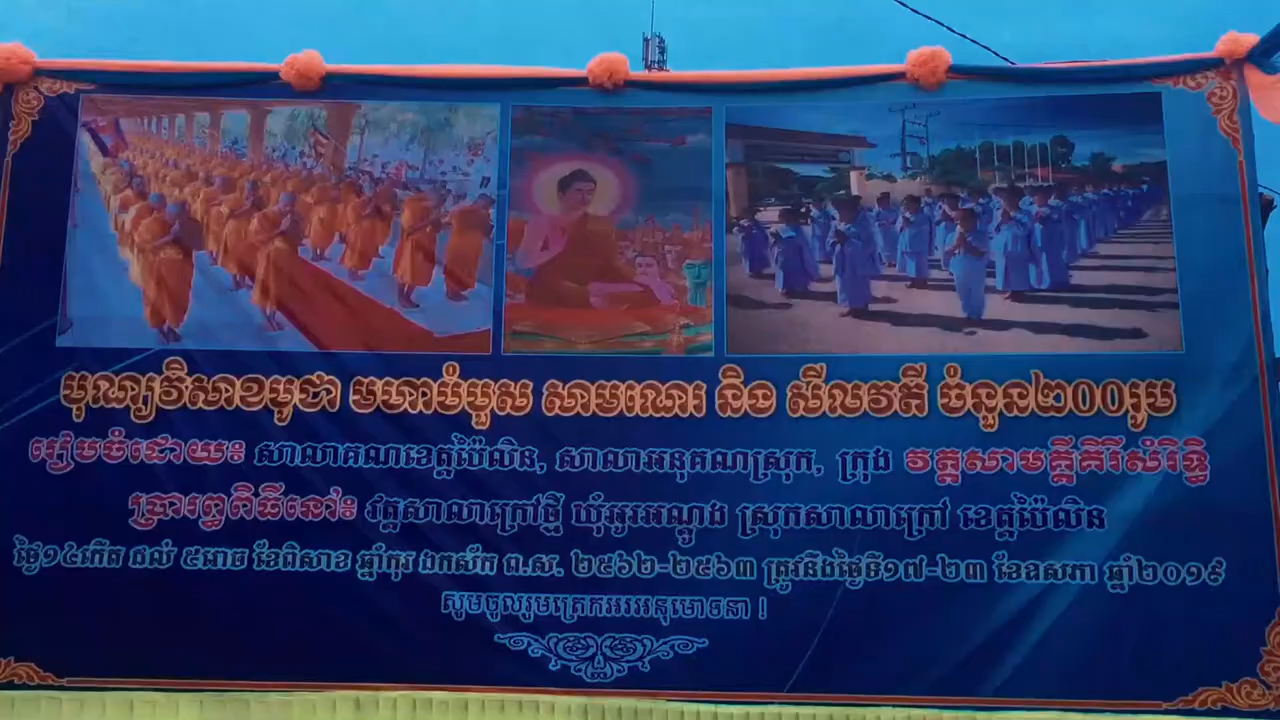 បុណ្យវិសាខបូជា មហាបំបួស សាមណេរ និង សីលវតី ចំនួន២០០រូប
រៀបចំដោយ៖ សាលាគណខេត្តប៉ៃលិន, សាលាអនុគណស្រុក, ក្រុង វត្តសាមគ្គីគិរីសំរិទ្ធិ
ប្រារព្ធពិធីនៅ៖ វត្តសាលាក្រៅថ្មី ឃុំអូរអណ្តូង ស្រុកសាលាក្រៅ ខេត្តប៉ៃលិន
ថ្ងៃ១៤កើត ដល់ ៥រោច ខែពិសាខ ឆ្នាំកុរ ឯកស័ក ព.ស. ២៥៦២-២៥៦៣ ត្រូវនឹងថ្ងៃទី១៧-២៣ ខែឧសភា ឆ្នាំ២០១៩
សូមចូលរួមត្រេកអរអនុមោទនា !